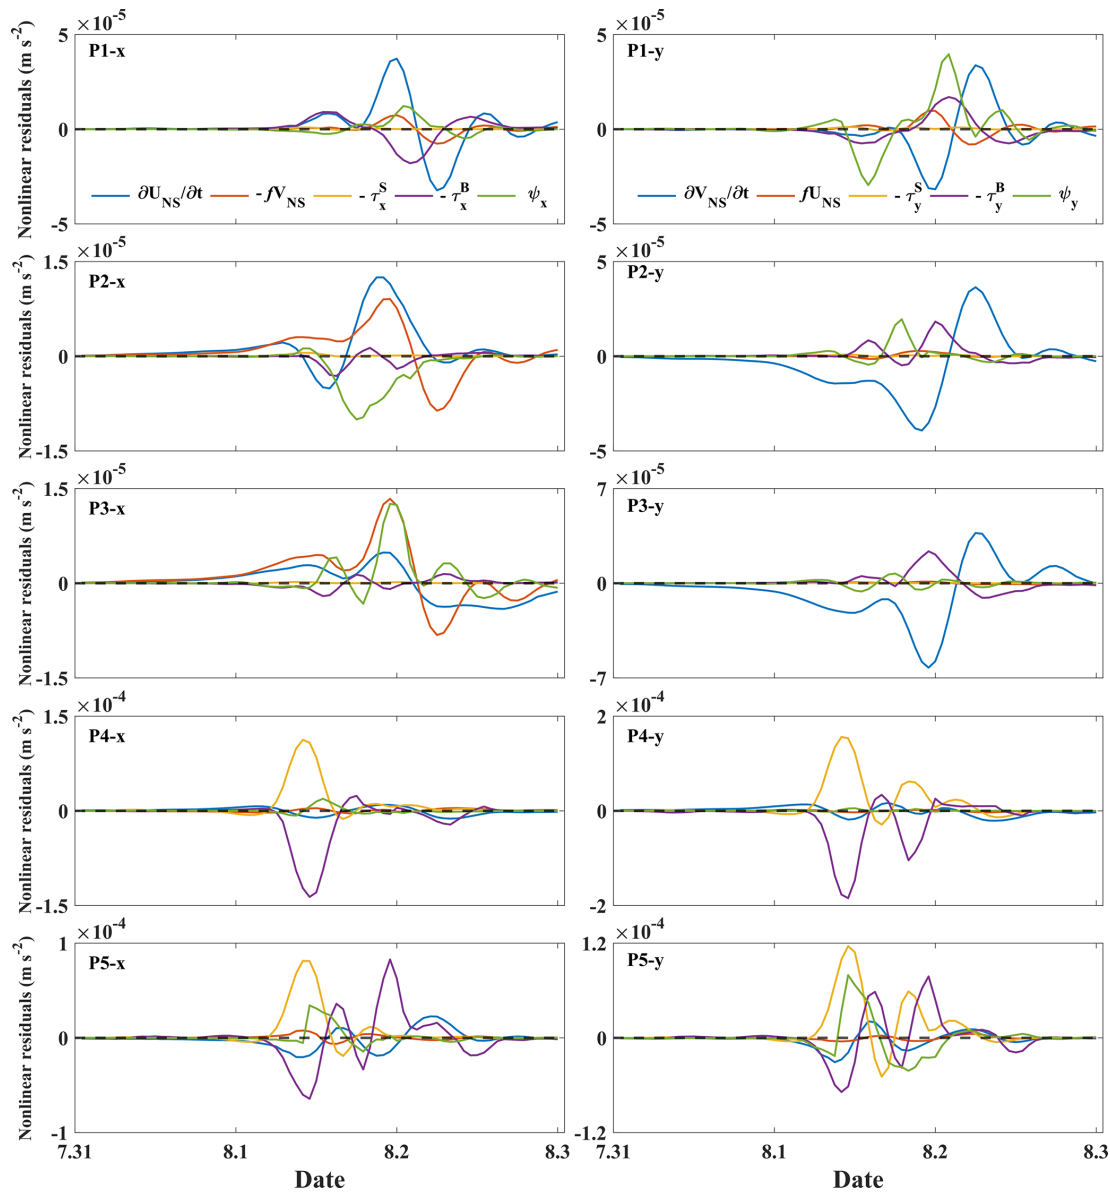 ×10⁻⁵ ×10⁻⁵
5 5
P1-x P1-y
Nonlinear residuals (m s⁻²)
0 0
∂U_NS/∂t - fV_NS - τ_x^S - τ_x^B ψ_x ∂V_NS/∂t fU_NS - τ_y^S - τ_y^B ψ_y
-5 -5
×10⁻⁵ ×10⁻⁵
1.5 5
P2-x P2-y
Nonlinear residuals (m s⁻²)
0 0
-1.5 -5
×10⁻⁵ ×10⁻⁵
1.5 7
P3-x P3-y
Nonlinear residuals (m s⁻²)
0 0
-1.5 -7
×10⁻⁴ ×10⁻⁴
1.5 2
P4-x P4-y
Nonlinear residuals (m s⁻²)
0 0
-1.5 -2
×10⁻⁴ ×10⁻⁴
1 1.2
P5-x P5-y
Nonlinear residuals (m s⁻²)
0 0
-1 -1.2
7.31 8.1 8.2 8.3 7.31 8.1 8.2 8.3
Date Date